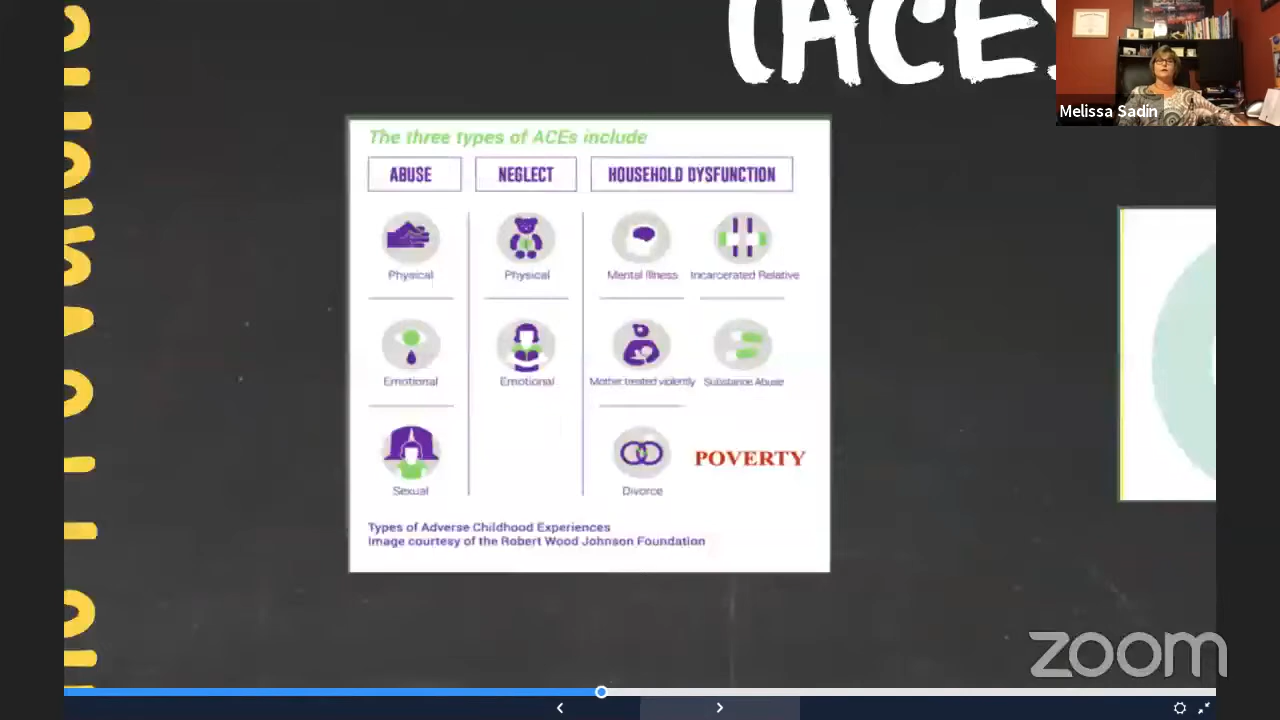 (ACEs
Melissa Sadin
The three types of ACEs include
ABUSE
NEGLECT
HOUSEHOLD DYSFUNCTION
Physical
Physical
Mental Illness
Incarcerated Relative
Emotional
Emotional
Mother treated violently
Substance Abuse
Sexual
Divorce
POVERTY
Types of Adverse Childhood Experiences
Image courtesy of the Robert Wood Johnson Foundation
zoom